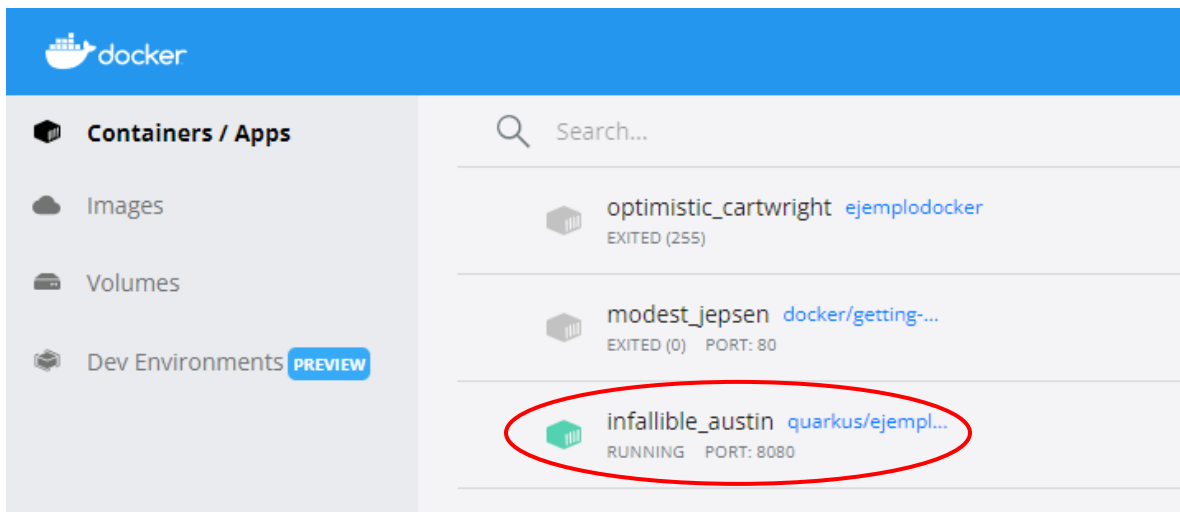 docker
Containers / Apps
Images
Volumes
Dev Environments PREVIEW
Search...
optimistic_cartwright ejemplodocker
EXITED (255)
modest_jepsen docker/getting-...
EXITED (0) PORT: 80
infallible_austin quarkus/ejempl...
RUNNING PORT: 8080